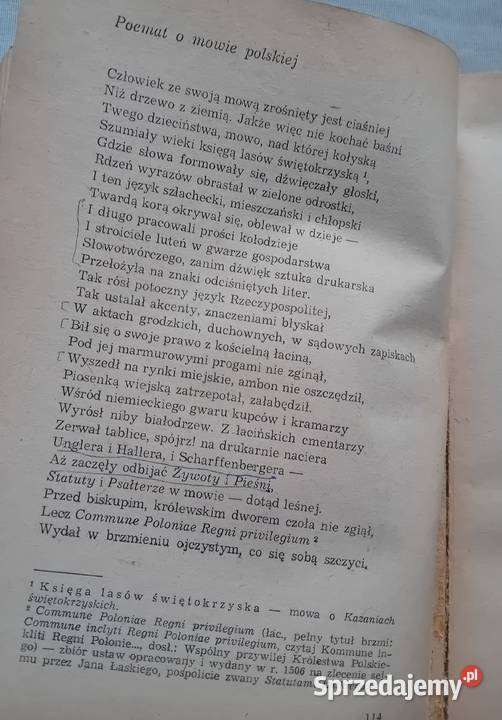 Poemat o mowie polskiej
Człowiek ze swoją mową zrośnięty jest ciaśniej
Niż drzewo z ziemią. Jakże więc nie kochać baśni
Twego dzieciństwa, mowo, nad której kołyską
Szumiały wieki księgą lasów świętokrzyską ¹,
Gdzie słowa formowały się, dźwięczały głoski,
Rdzeń wyrazów obrastał w zielone odrostki,
I ten język szlachecki, mieszczański i chłopski
Twardą korą okrywał się, oblewał w dzieje —
I długo pracowali prości kołodzieje
I stroiciele luteń w gwarze gospodarstwa
Słowotwórczego, zanim dźwięk sztuka drukarska
Przełożyła na znaki odciśniętych liter.
Tak rósł potoczny język Rzeczypospolitej,
Tak ustalał akcenty, znaczeniami błyskał
W aktach grodzkich, duchownych, w sądowych zapiskach
Bił się o swoje prawo z kościelną łaciną,
Pod jej marmurowymi progami nie zginął,
Wyszedł na rynki miejskie, ambon nie oszczędził,
Piosenką wiejską zatrzepotał, załabędził.
Wśród niemieckiego gwaru kupców i kramarzy
Wyrósł niby białodrzew. Z łacińskich cmentarzy
Zerwał tablice, spójrz! na drukarnie naciera
Unglera i Hallera, i Scharffenbergera —
Aż zaczęły odbijać Żywoty i Pieśni,
Statuty i Psałterze w mowie — dotąd leśnej.
Przed biskupim, królewskim dworem czoła nie zgiął,
Lecz Commune Poloniae Regni privilegium ²
Wydał w brzmieniu ojczystym, co się sobą szczyci.
¹ Księga lasów świętokrzyska — mowa o Kazaniach
świętokrzyskich.
² Commune Poloniae Regni privilegium (łac., pełny tytuł brzmi:
Commune incliti Regni Poloniae privilegium, czytaj Kommune in-
kliti Regni Polonie..., dosł.: Wspólny przywilej Królestwa Polskie-
go) — zbiór ustaw opracowany i wydany w r. 1506 na zlecenie sej-
mu przez Jana Łaskiego, pospolicie zwany Statutem
114
Sprzedajemy.pl